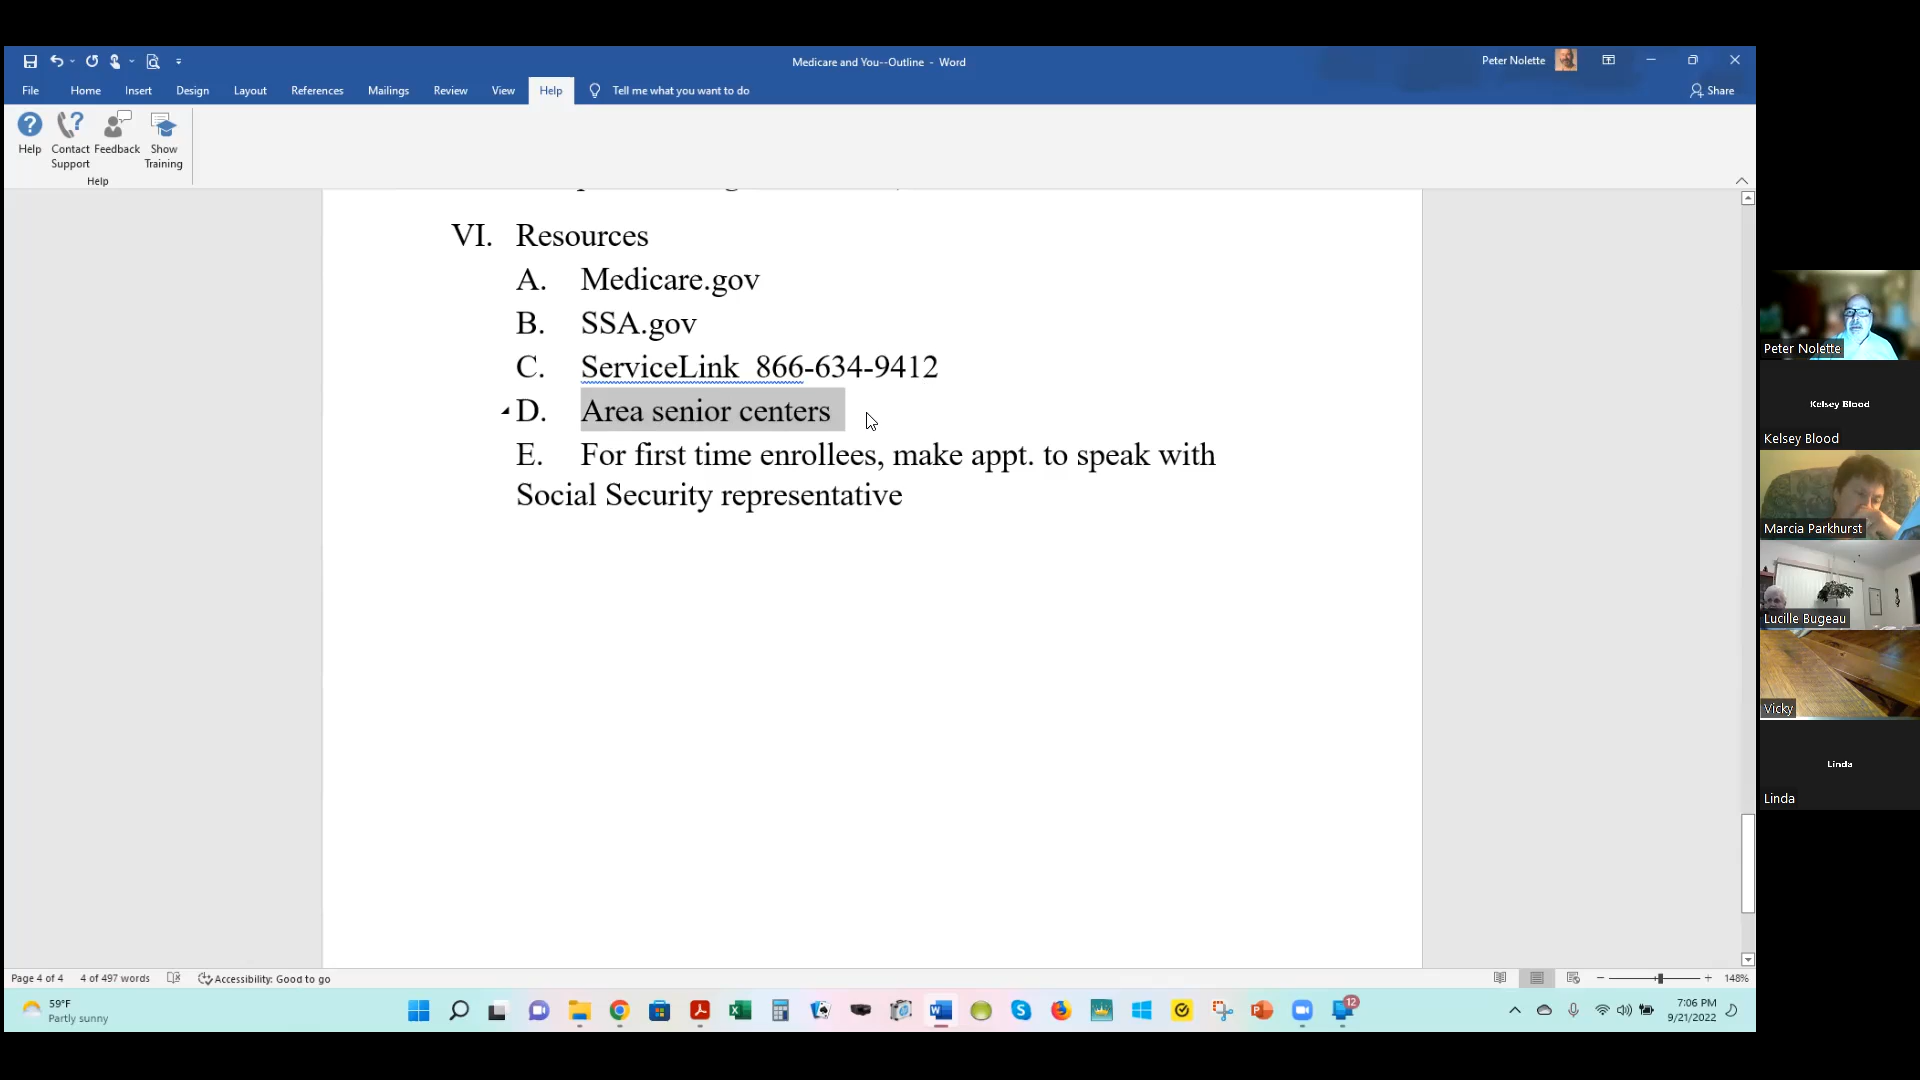 Medicare and You--Outline - Word
Peter Nolette
File Home Insert Design Layout References Mailings Review View Help Tell me what you want to do Share
Help Contact Support Feedback Show Training
Help
VI. Resources
A. Medicare.gov
B. SSA.gov
C. ServiceLink 866-634-9412
D. Area senior centers
E. For first time enrollees, make appt. to speak with
Social Security representative
Peter Nolette
Kelsey Blood
Kelsey Blood
Marcia Parkhurst
Lucille Bugeau
Vicky
Linda
Linda
Page 4 of 4 4 of 497 words Accessibility: Good to go 148%
59°F
Partly sunny
12
7:06 PM
9/21/2022